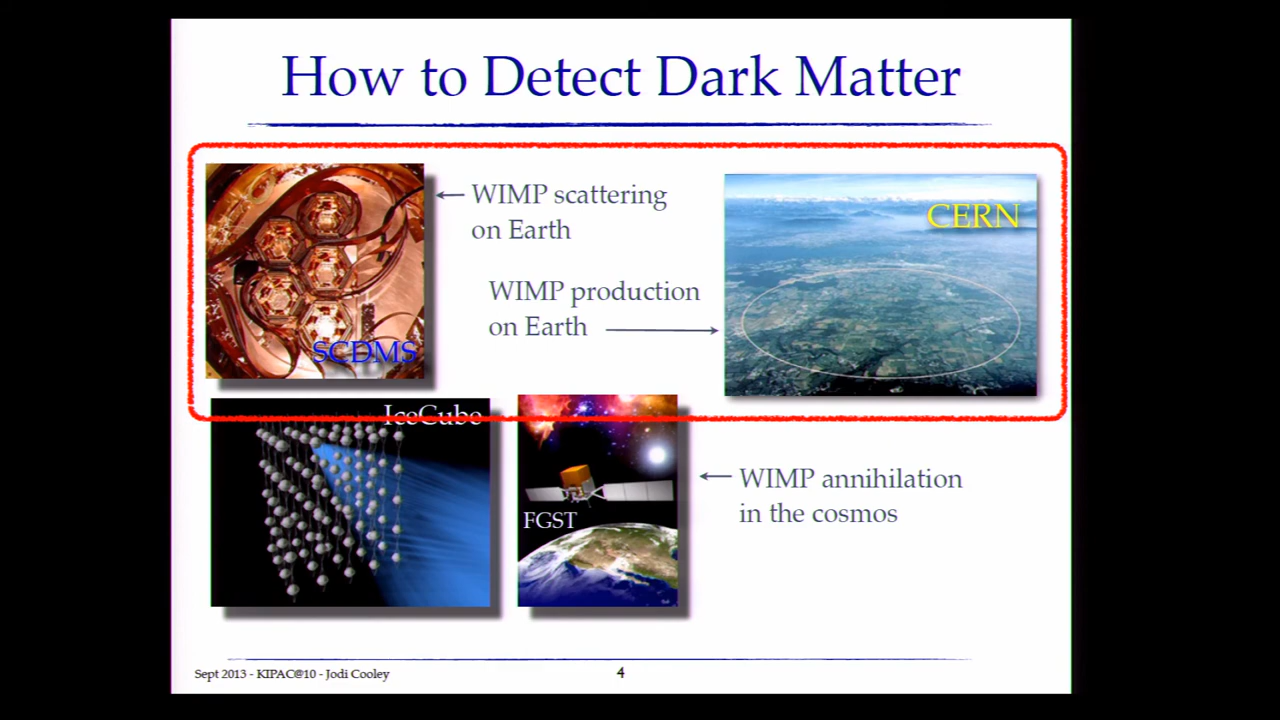 How to Detect Dark Matter
WIMP scattering
on Earth
CERN
WIMP production
on Earth
SCDMS
IceCube
FGST
WIMP annihilation
in the cosmos
Sept 2013 - KIPAC@10 - Jodi Cooley
4